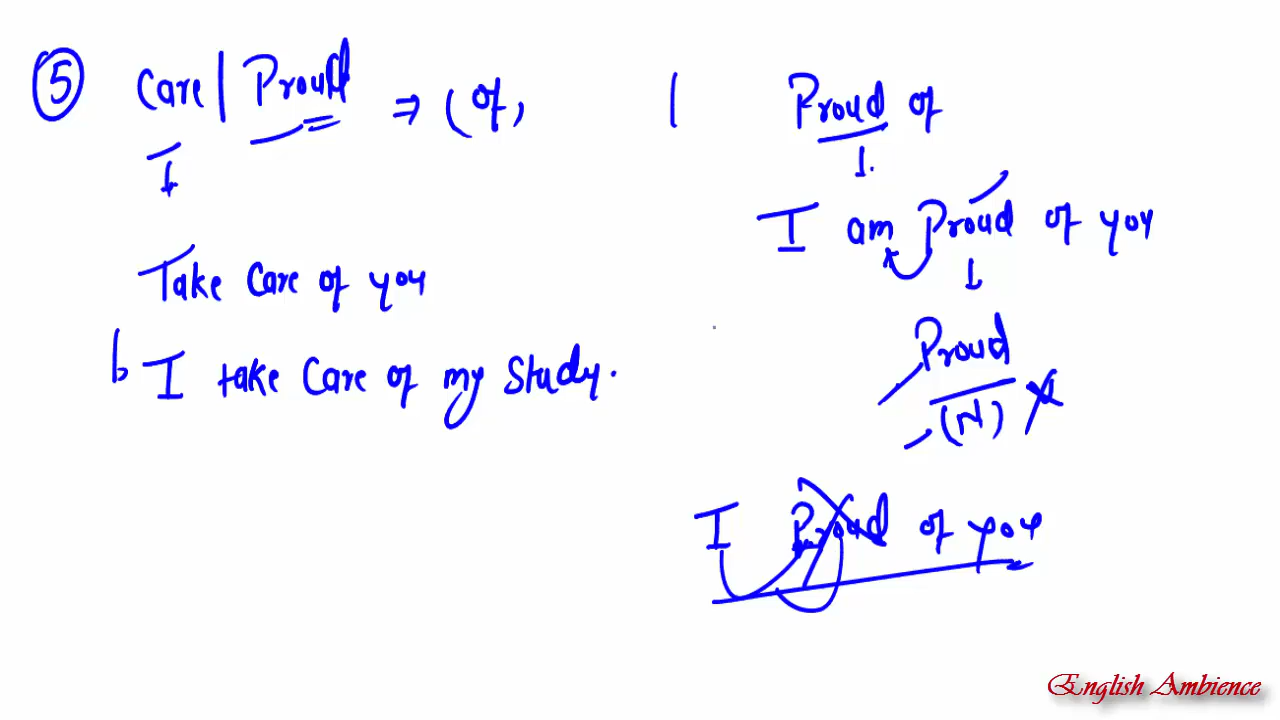 5 Care | Proud ⇒ (of,
Take Care of you
I take Care of my Study.
Proud of
I am Proud of you
Proud
(N) ×
I Proud of you
English Ambience